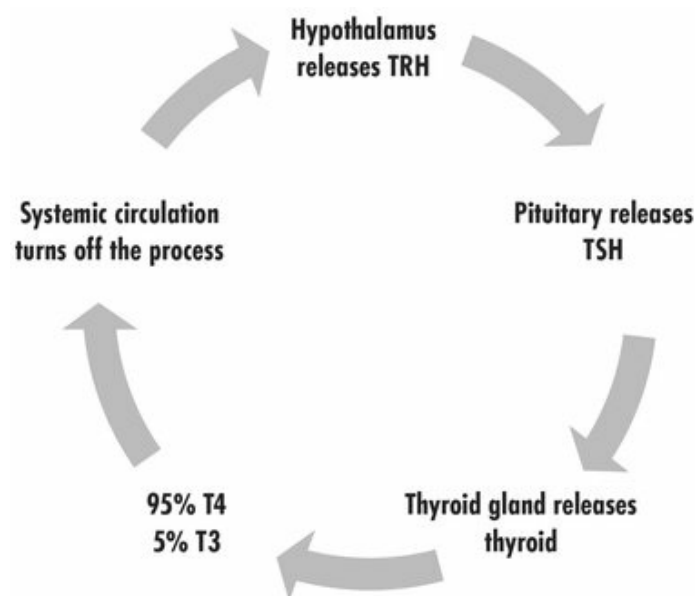 Hypothalamus
releases TRH
Pituitary releases
TSH
Thyroid gland releases
thyroid
95% T4
5% T3
Systemic circulation
turns off the process